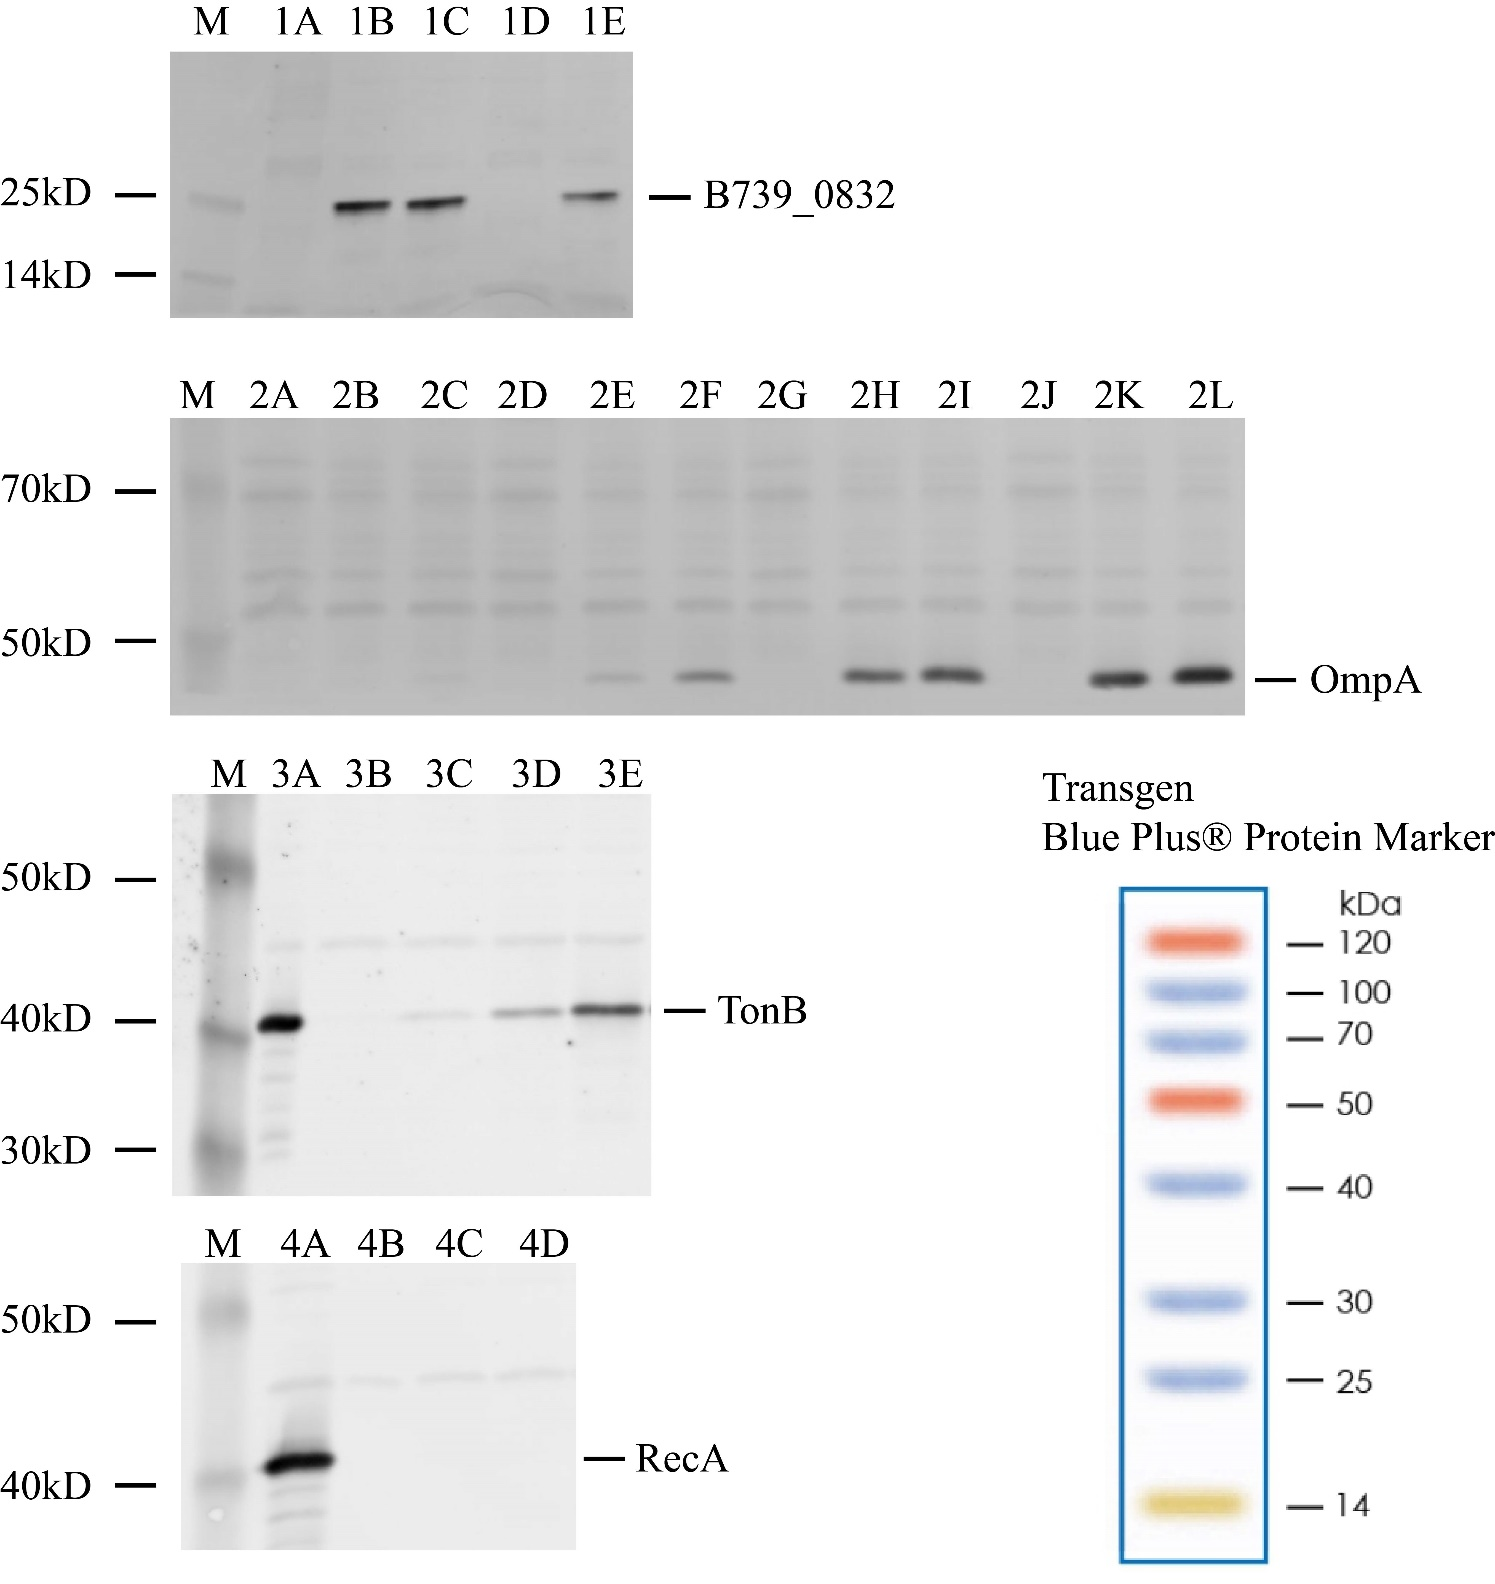 M 1A 1B 1C 1D 1E
25kD
B739_0832
14kD
M 2A 2B 2C 2D 2E 2F 2G 2H 2I 2J 2K 2L
70kD
50kD
OmpA
M 3A 3B 3C 3D 3E
50kD
40kD
TonB
30kD
M 4A 4B 4C 4D
50kD
RecA
40kD
Transgen
Blue Plus® Protein Marker
kDa
120
100
70
50
40
30
25
14